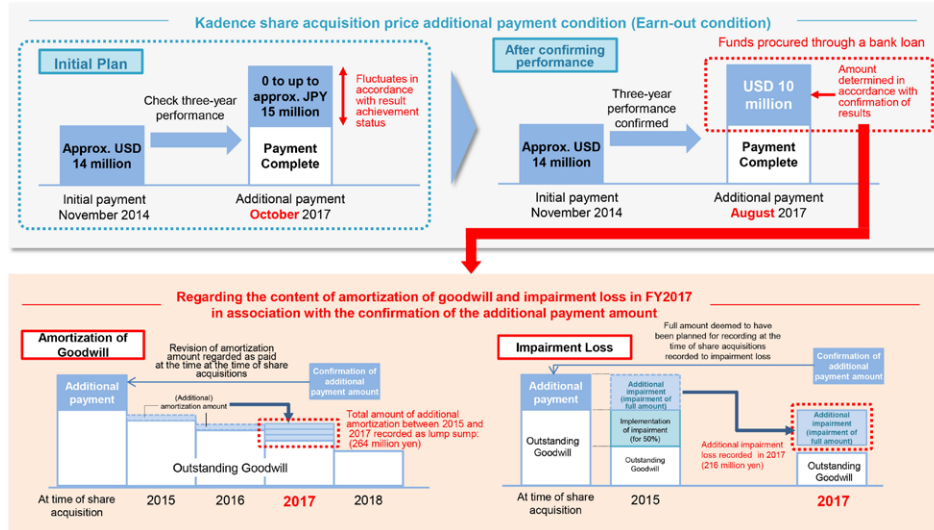 Kadence share acquisition price additional payment condition (Earn-out condition)
Initial Plan
Check three-year
performance
Approx. USD
14 million
0 to up to
approx. JPY
15 million
Payment
Complete
Fluctuates in
accordance
with result
achievement
status
Initial payment
November 2014
Additional payment
October 2017
After confirming
performance
Funds procured through a bank loan
Three-year
performance
confirmed
Approx. USD
14 million
USD 10
million
Payment
Complete
Amount
determined in
accordance with
confirmation of
results
Initial payment
November 2014
Additional payment
August 2017
Regarding the content of amortization of goodwill and impairment loss in FY2017
in association with the confirmation of the additional payment amount
Amortization of
Goodwill
Revision of amortization
amount regarded as paid
at the time at the time of share
acquisitions
Additional
payment
Confirmation of
additional
payment amount
(Additional)
amortization amount
Total amount of additional
amortization between 2015 and
2017 recorded as lump sump:
(264 million yen)
Outstanding Goodwill
At time of share
acquisition
2015
2016
2017
2018
Impairment Loss
Full amount deemed to have
been planned for recording at the
time of share acquisitions
recorded to impairment loss
Additional
payment
Outstanding
Goodwill
Additional
impairment
(impairment of
full amount)
Implementation
of impairment
(for 50%)
Outstanding
Goodwill
Confirmation of
additional
payment amount
Additional impairment
loss recorded in 2017
(216 million yen)
Additional
impairment
(impairment of
full amount)
Outstanding
Goodwill
At time of share
acquisition
2015
2017